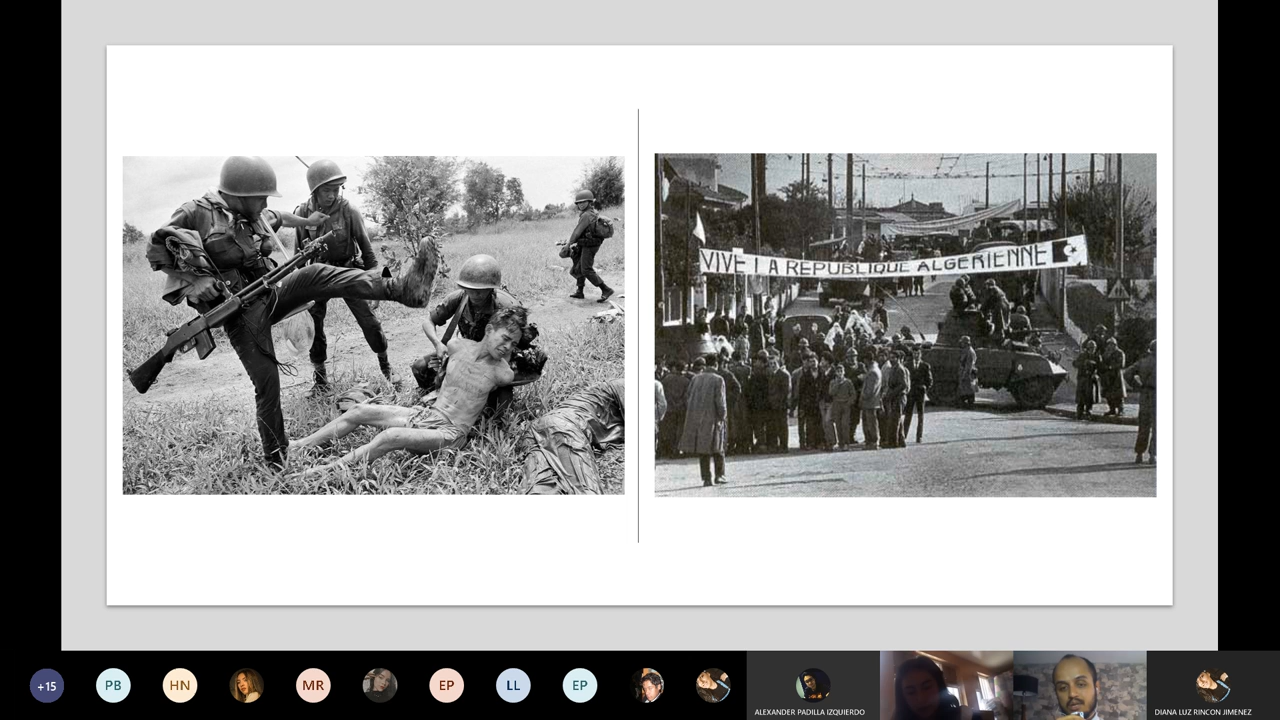 VIVE LA REPUBLIQUE ALGERIENNE
+15
PB
HN
MR
EP
LL
EP
ALEXANDER PADILLA IZQUIERDO
DIANA LUZ RINCON JIMENEZ